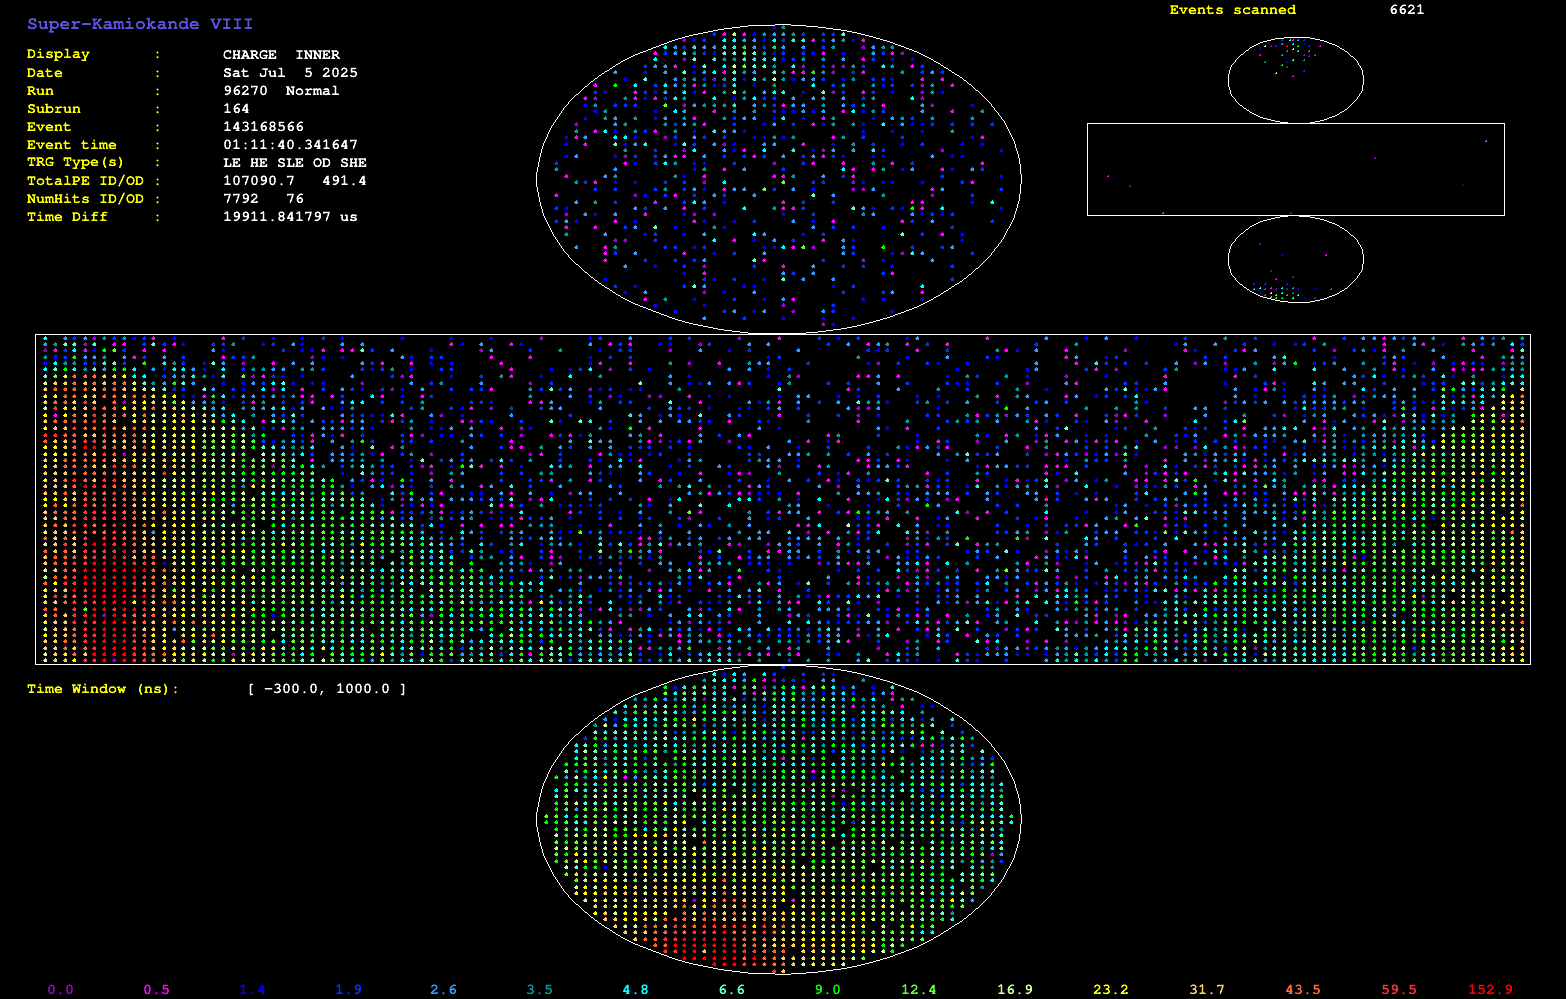 Super-Kamiokande VIII
Events scanned 6621
Display : CHARGE INNER
Date : Sat Jul 5 2025
Run : 96270 Normal
Subrun : 164
Event : 143168566
Event time : 01:11:40.341647
TRG Type(s) : LE HE SLE OD SHE
TotalPE ID/OD : 107090.7 491.4
NumHits ID/OD : 7792 76
Time Diff : 19911.841797 us
Time Window (ns): [ -300.0, 1000.0 ]
0.0 0.5 1.4 1.9 2.6 3.5 4.8 6.6 9.0 12.4 16.9 23.2 31.7 43.5 59.5 152.9